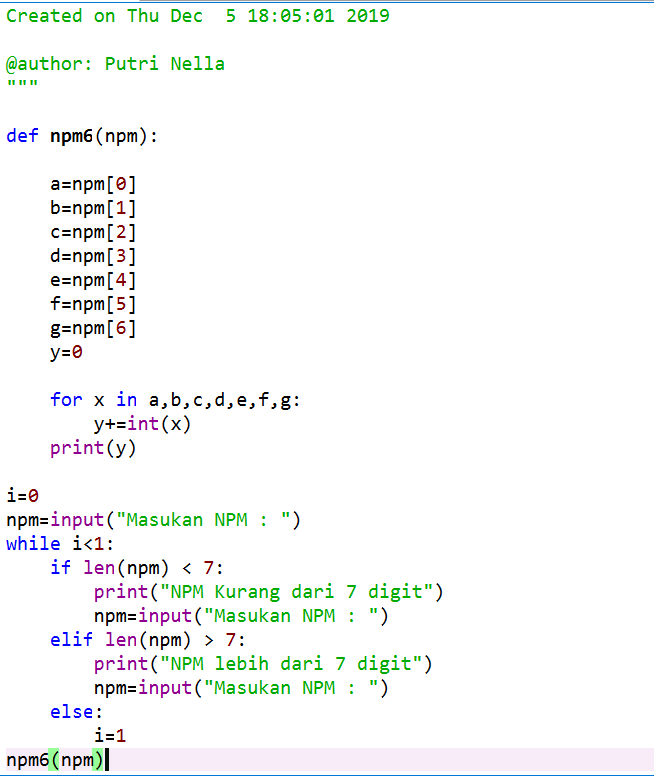 Created on Thu Dec  5 18:05:01 2019

@author: Putri Nella
"""

def npm6(npm):

    a=npm[0]
    b=npm[1]
    c=npm[2]
    d=npm[3]
    e=npm[4]
    f=npm[5]
    g=npm[6]
    y=0

    for x in a,b,c,d,e,f,g:
        y+=int(x)
    print(y)

i=0
npm=input("Masukan NPM : ")
while i<1:
    if len(npm) < 7:
        print("NPM Kurang dari 7 digit")
        npm=input("Masukan NPM : ")
    elif len(npm) > 7:
        print("NPM lebih dari 7 digit")
        npm=input("Masukan NPM : ")
    else:
        i=1
npm6(npm)